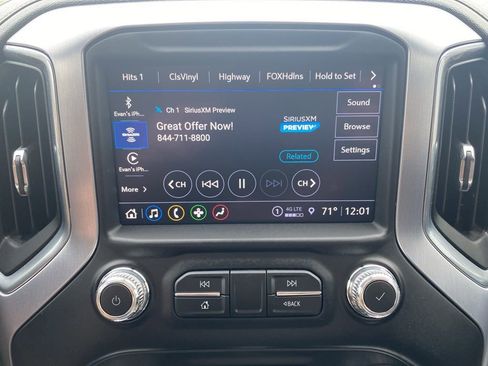 Hits 1 ClsVinyl Highway FOXHdlns Hold to Set
Evan's iPh...
Ch 1 SiriusXM Preview
Great Offer Now!
844-711-8800
SIRIUSXM
PREVIEW
Related
Sound
Browse
Settings
Evan's iPh...
More
CH
CH
1 4G LTE 71° 12:01
BACK